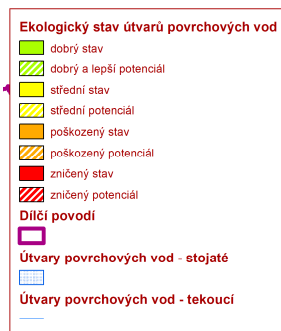 Ekologický stav útvarů povrchových vod
dobrý stav
dobrý a lepší potenciál
střední stav
střední potenciál
poškozený stav
poškozený potenciál
zničený stav
zničený potenciál
Dílčí povodí
Útvary povrchových vod - stojaté
Útvary povrchových vod - tekoucí